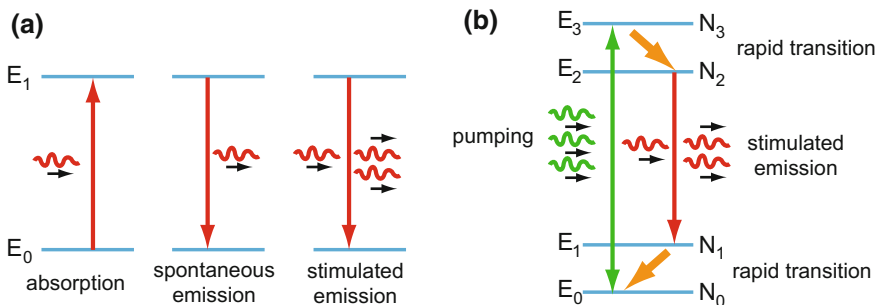 (a)
E1
E0
absorption
spontaneous
emission
stimulated
emission
(b)
E3
N3
rapid transition
E2
N2
pumping
stimulated
emission
E1
N1
rapid transition
E0
N0